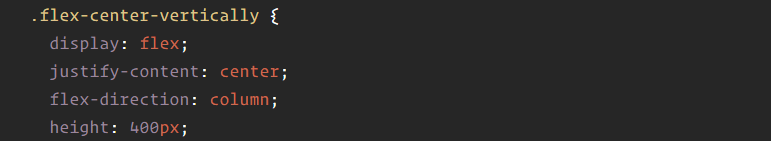 .flex-center-vertically {
  display: flex;
  justify-content: center;
  flex-direction: column;
  height: 400px;